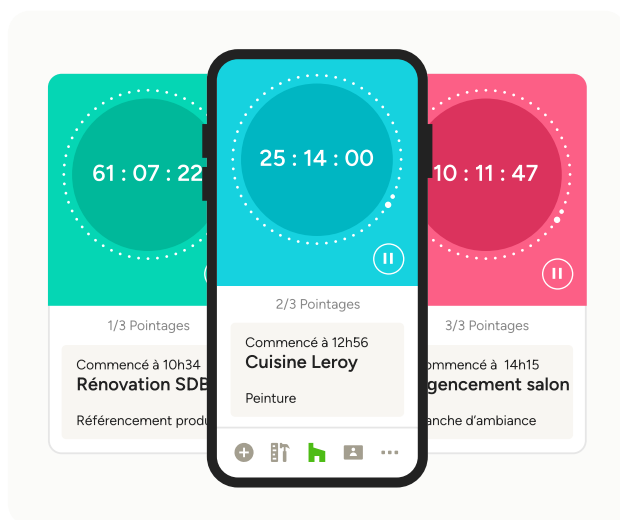 61 : 07 : 22
1/3 Pointages
Commencé à 10h34
Rénovation SDB
Référencement produ
25 : 14 : 00
2/3 Pointages
Commencé à 12h56
Cuisine Leroy
Peinture
10 : 11 : 47
3/3 Pointages
ommencé à 14h15
gencement salon
anche d’ambiance